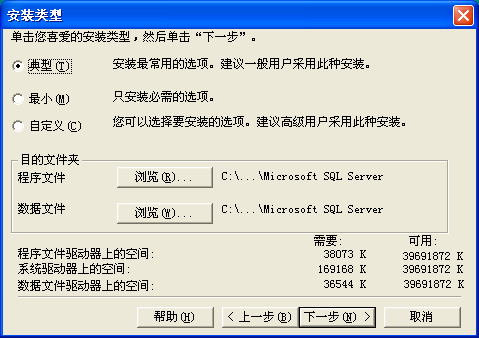 安装类型
单击您喜爱的安装类型，然后单击“下一步”。
典型(T) 安装最常用的选项。建议一般用户采用此种安装。
最小(M) 只安装必需的选项。
自定义(C) 您可以选择要安装的选项。建议高级用户采用此种安装。
目的文件夹
程序文件 浏览(R)... C:\...\Microsoft SQL Server
数据文件 浏览(W)... C:\...\Microsoft SQL Server
需要: 可用:
程序文件驱动器上的空间: 38073 K 39691872 K
系统驱动器上的空间: 169168 K 39691872 K
数据文件驱动器上的空间: 36544 K 39691872 K
帮助(H) < 上一步(B) 下一步(N) > 取消